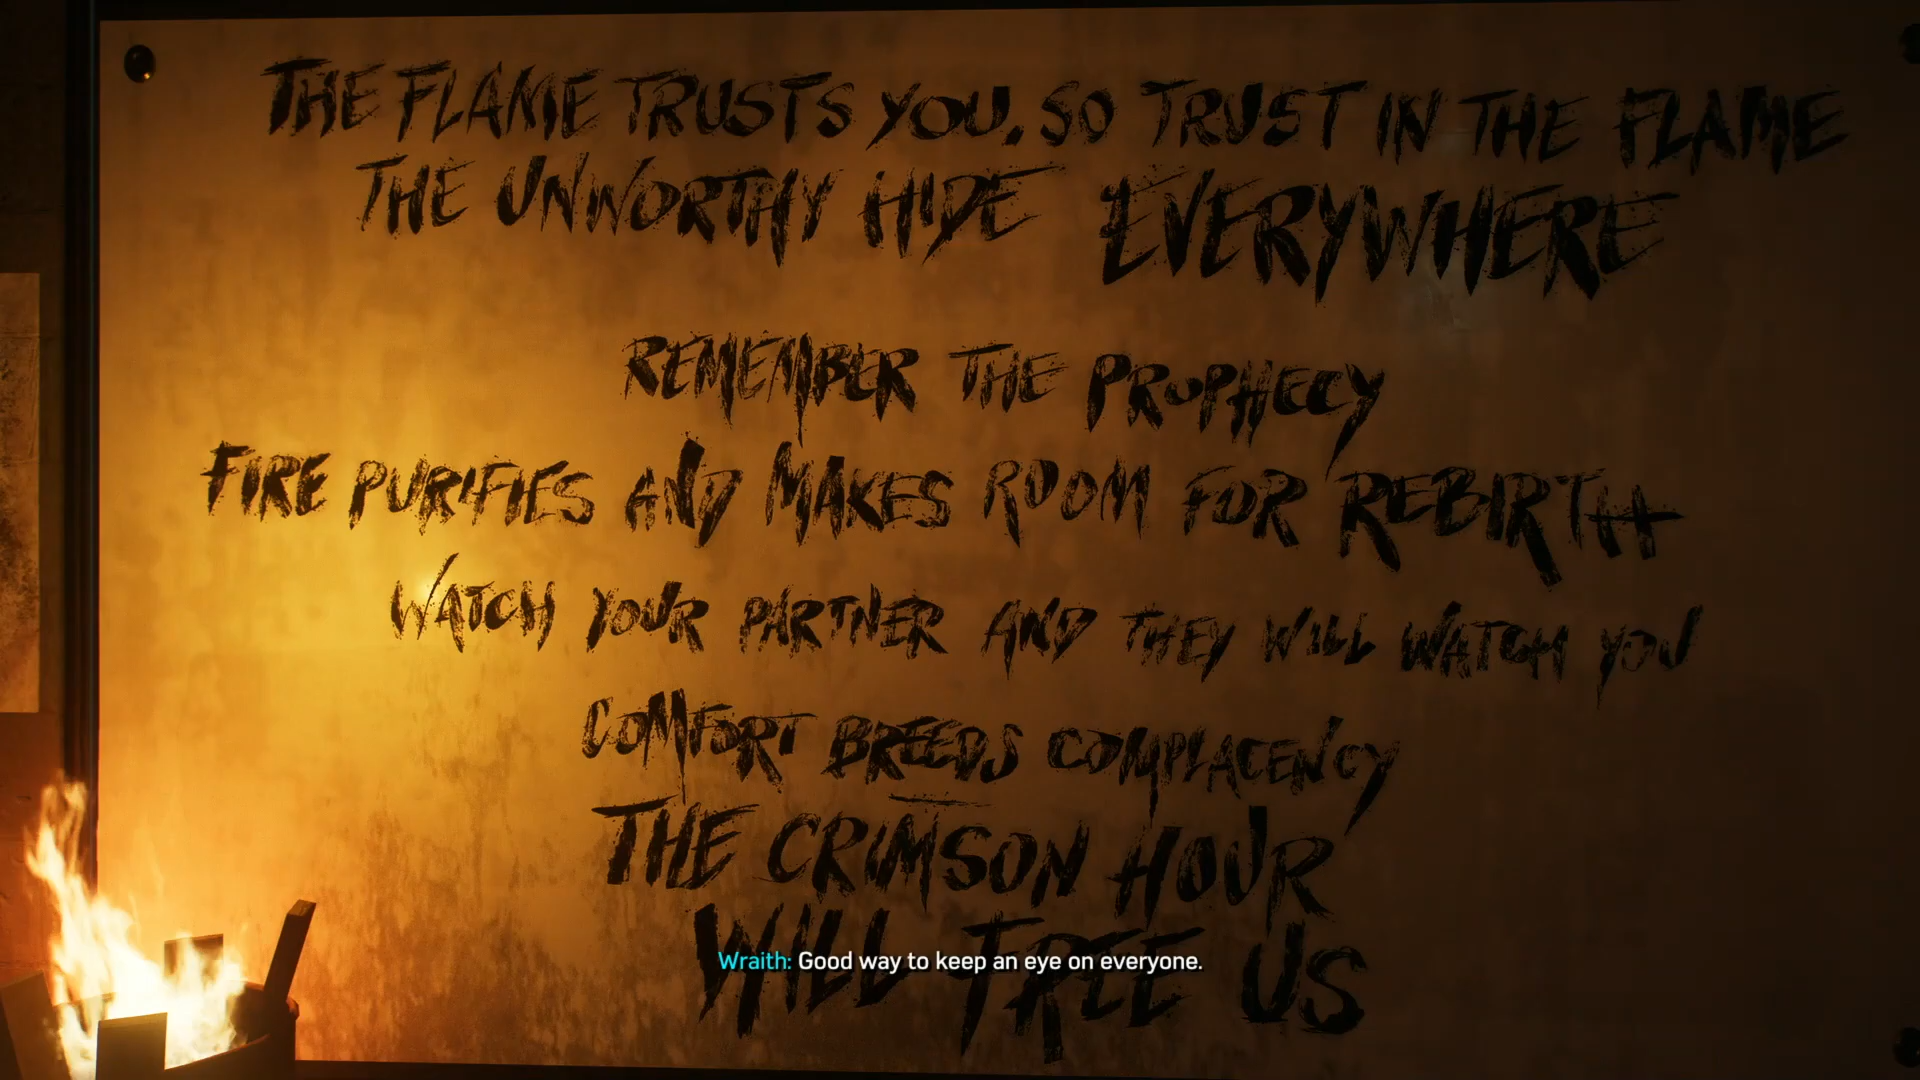 THE FLAME TRUSTS YOU, SO TRUST IN THE FLAME
THE UNWORTHY HIDE EVERYWHERE
REMEMBER THE PROPHECY
FIRE PURIFIES AND MAKES ROOM FOR REBIRTH
WATCH YOUR PARTNER AND THEY WILL WATCH YOU
COMFORT BREEDS COMPLACENCY
THE CRIMSON HOUR
WILL FREE US
Wraith: Good way to keep an eye on everyone.